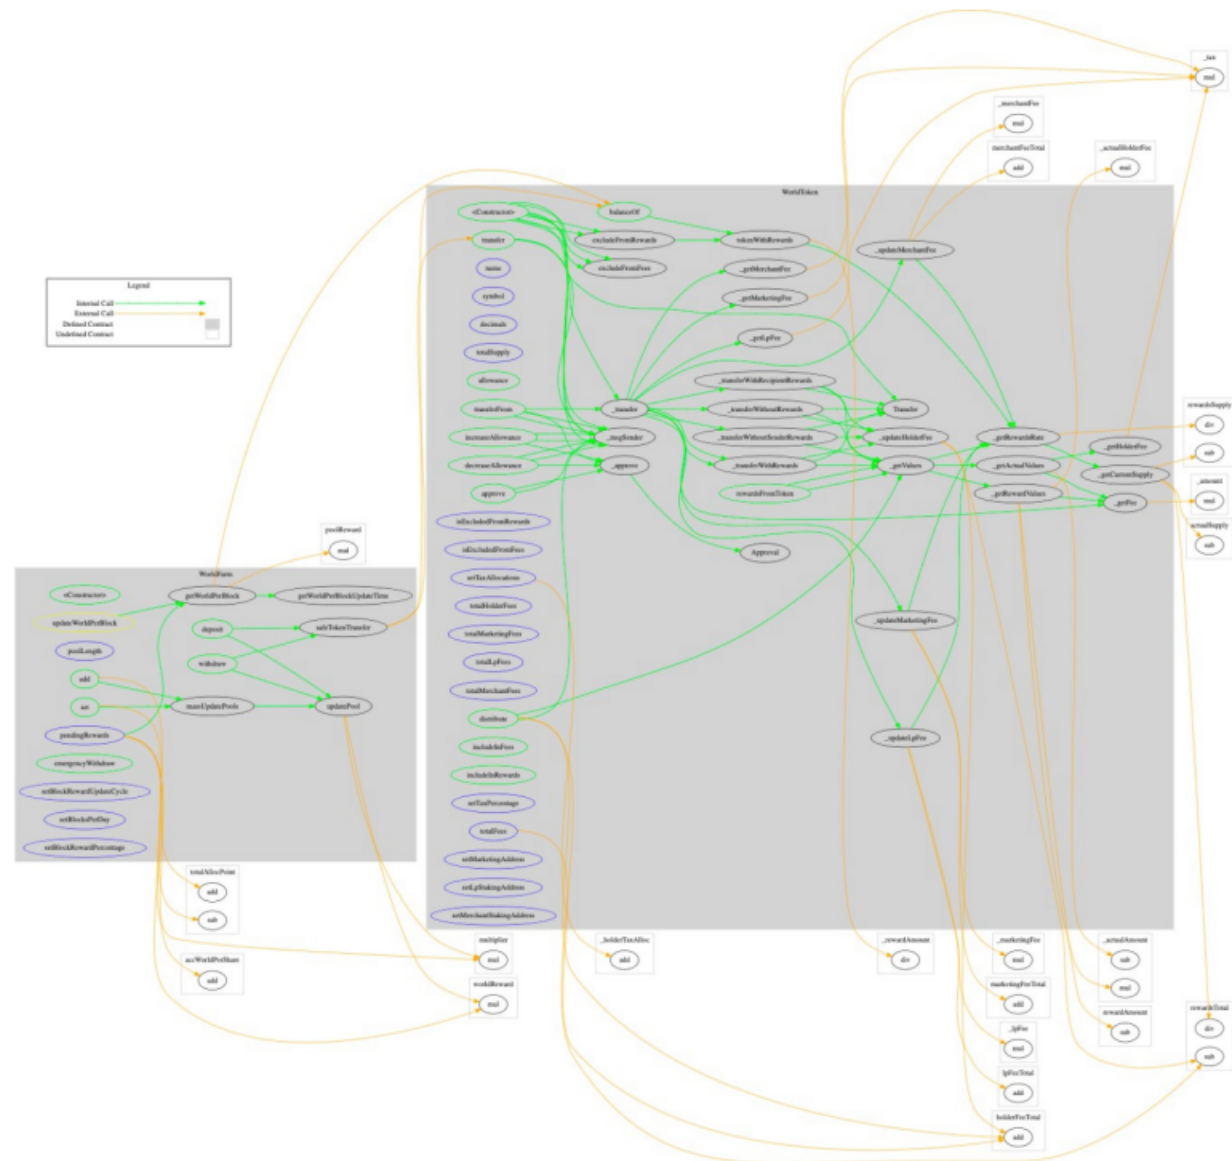 _tax
mul
_merchantFee
mul
merchantFeeTotal
add
_actualHolderFee
mul
WorldToken
<Constructor>
balanceOf
transfer
excludeFromRewards
tokenWithRewards
_updateMerchantFee
name
excludeFromFees
_getMerchantFee
symbol
_getMarketingFee
decimals
_getLpFee
totalSupply
allowance
_transferWithRecipientRewards
transferFrom
_transfer
_transferWithoutRewards
Transfer
increaseAllowance
_msgSender
_transferWithoutSenderRewards
_updateHolderFee
_getRewardsRate
_getHolderFee
decreaseAllowance
_approve
_transferWithRewards
_getValues
_getActualValues
_getCurrentSupply
approve
rewardsFromToken
_getRewardValues
_getFee
isExcludedFromRewards
isExcludedFromFees
Approval
setTaxAllocations
totalHolderFees
totalMarketingFees
_updateMarketingFee
totalLpFees
totalMerchantFees
distribute
_updateLpFee
includeInFees
includeInRewards
setTaxPercentage
totalFees
setMarketingAddress
setLpStakingAddress
setMerchantStakingAddress
rewardsSupply
div
sub
_amount
mul
actualSupply
sub
Legend
Internal Call
External Call
Defined Contract
Undefined Contract
poolReward
mul
WorldFarm
<Constructor>
getWorldPerBlock
getWorldPerBlockUpdateTime
updateWorldPerBlock
deposit
safeTokenTransfer
poolLength
withdraw
add
set
massUpdatePools
updatePool
pendingRewards
emergencyWithdraw
setBlockRewardUpdateCycle
setBlocksPerDay
setBlockRewardPercentage
totalAllocPoint
add
sub
accWorldPerShare
add
multiplier
mul
worldReward
mul
_holderTaxAlloc
add
_rewardAmount
div
_marketingFee
mul
marketingFeeTotal
add
_lpFee
mul
lpFeeTotal
add
holderFeeTotal
add
_actualAmount
sub
mul
rewardAmount
sub
rewardsTotal
div
sub